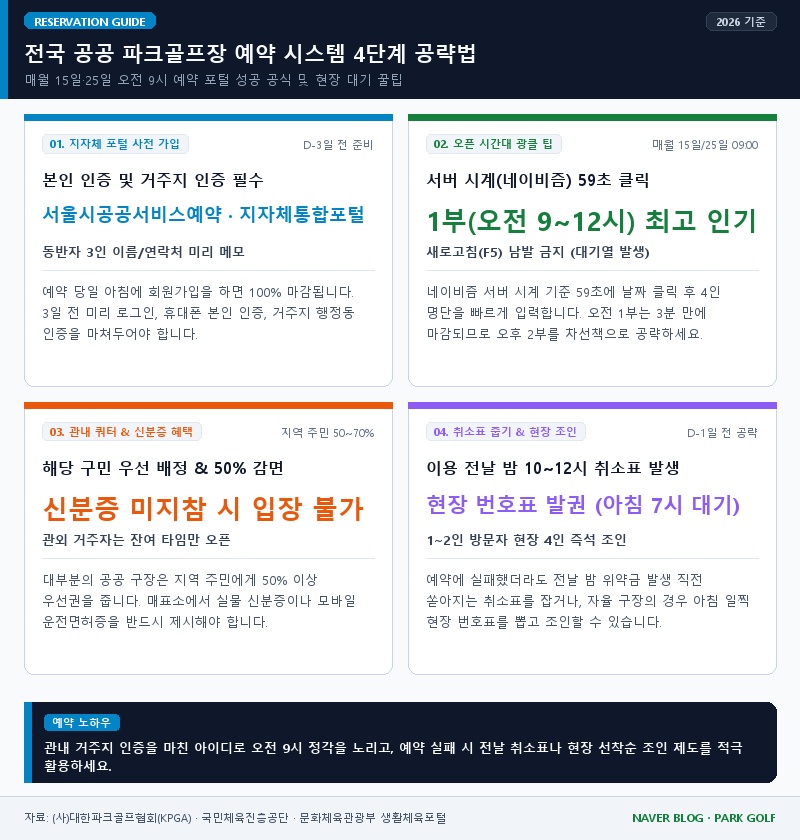 RESERVATION GUIDE
2026 기준
전국 공공 파크골프장 예약 시스템 4단계 공략법
매월 15일·25일 오전 9시 예약 포털 성공 공식 및 현장 대기 꿀팁
01. 지자체 포털 사전 가입
D-3일 전 준비
본인 인증 및 거주지 인증 필수
서울시공공서비스예약 · 지자체통합포털
동반자 3인 이름/연락처 미리 메모
예약 당일 아침에 회원가입을 하면 100% 마감됩니다.
3일 전 미리 로그인, 휴대폰 본인 인증, 거주지 행정동
인증을 마쳐두어야 합니다.
02. 오픈 시간대 광클 팁
매월 15일/25일 09:00
서버 시계(네이비즘) 59초 클릭
1부(오전 9~12시) 최고 인기
새로고침(F5) 남발 금지 (대기열 발생)
네이비즘 서버 시계 기준 59초에 날짜 클릭 후 4인
명단을 빠르게 입력합니다. 오전 1부는 3분 만에
마감되므로 오후 2부를 차선책으로 공략하세요.
03. 관내 쿼터 & 신분증 혜택
지역 주민 50~70%
해당 구민 우선 배정 & 50% 감면
신분증 미지참 시 입장 불가
관외 거주자는 잔여 타임만 오픈
대부분의 공공 구장은 지역 주민에게 50% 이상
우선권을 줍니다. 매표소에서 실물 신분증이나 모바일
운전면허증을 반드시 제시해야 합니다.
04. 취소표 줍기 & 현장 조인
D-1일 전 공략
이용 전날 밤 10~12시 취소표 발생
현장 번호표 발권 (아침 7시 대기)
1~2인 방문자 현장 4인 즉석 조인
예약에 실패했더라도 전날 밤 위약금 발생 직전
쏟아지는 취소표를 잡거나, 자율 구장의 경우 아침 일찍
현장 번호표를 뽑고 조인할 수 있습니다.
예약 노하우
관내 거주지 인증을 마친 아이디로 오전 9시 정각을 노리고, 예약 실패 시 전날 취소표나 현장 선착순 조인 제도를 적극
활용하세요.
자료: (사)대한파크골프협회(KPGA) · 국민체육진흥공단 · 문화체육관광부 생활체육포털
NAVER BLOG · PARK GOLF